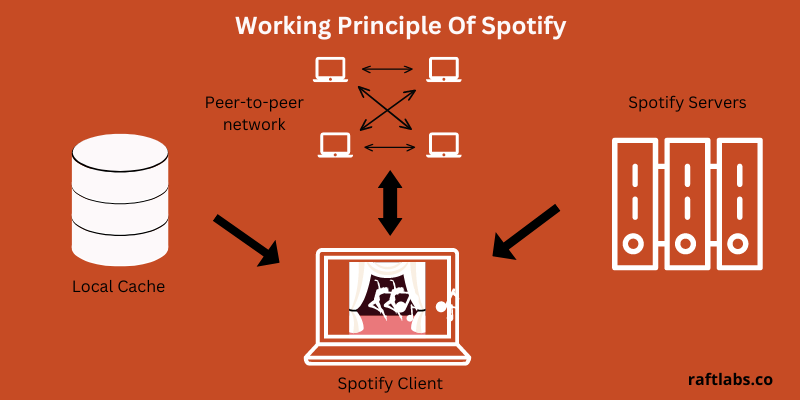 Working Principle Of Spotify
Peer-to-peer
network
Spotify Servers
Local Cache
Spotify Client
raftlabs.co